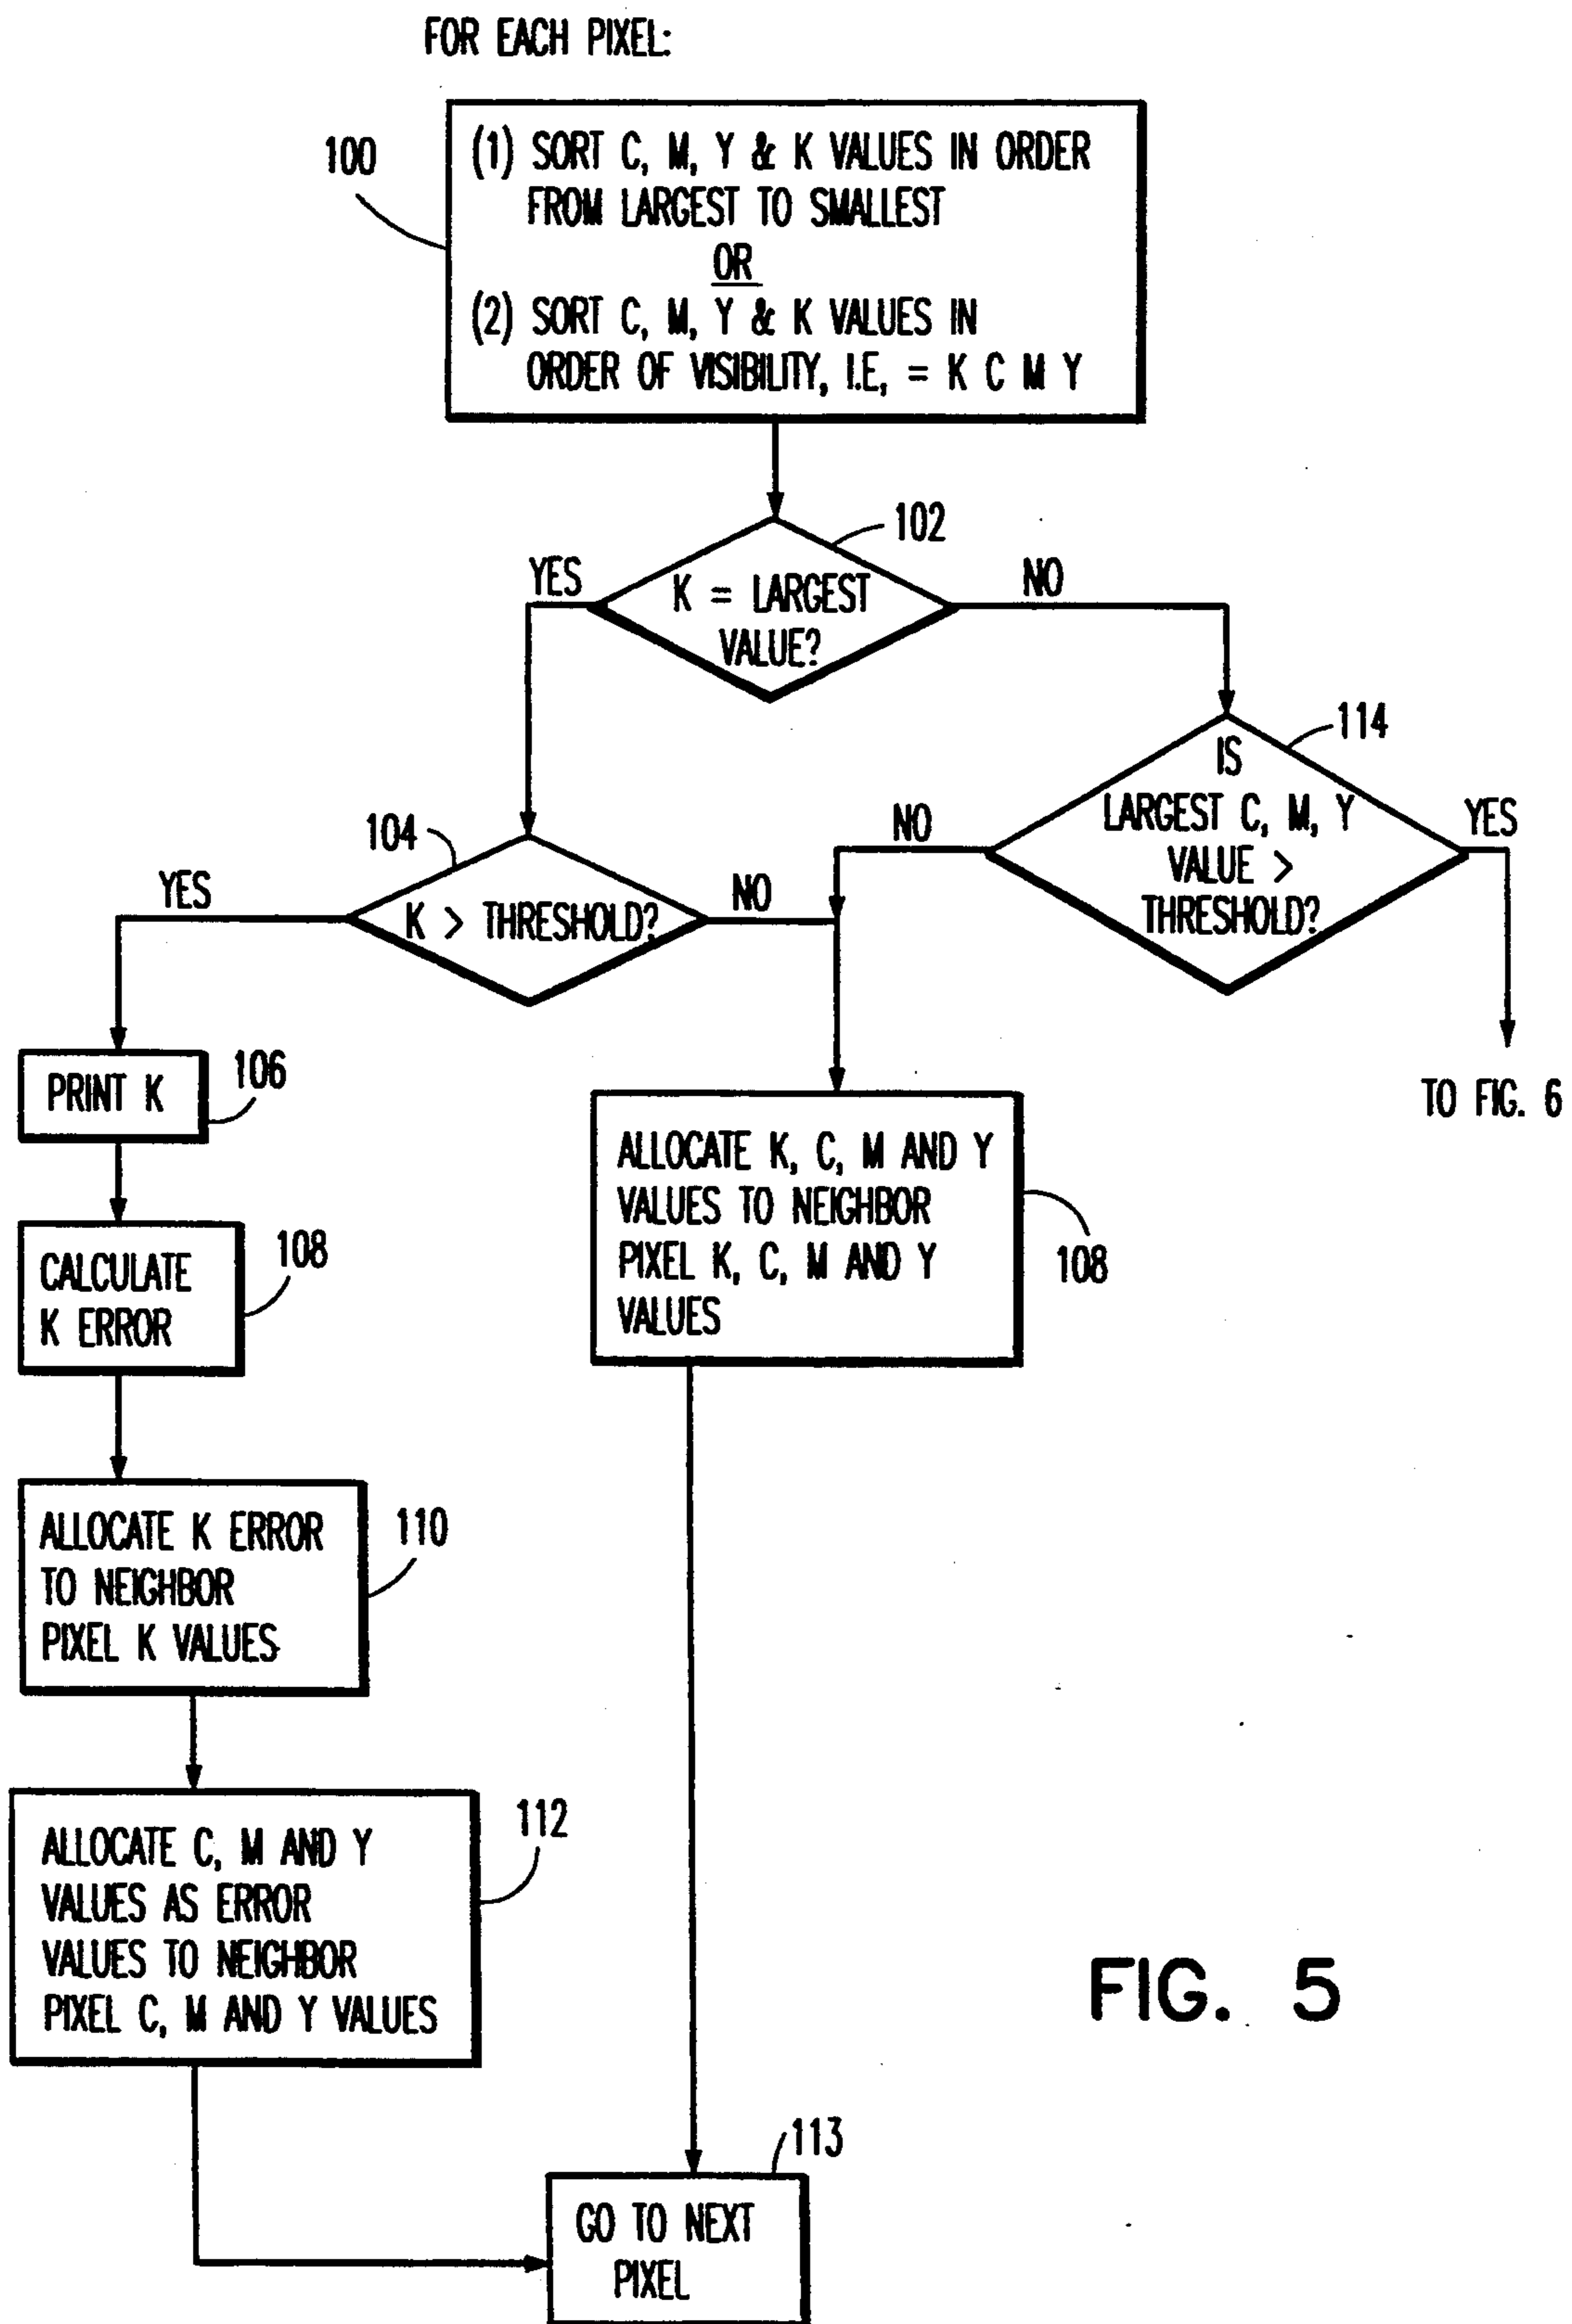 FOR EACH PIXEL:
100
(1) SORT C, M, Y & K VALUES IN ORDER
FROM LARGEST TO SMALLEST
OR
(2) SORT C, M, Y & K VALUES IN
ORDER OF VISIBILITY, I.E, = K C M Y
102
YES
K = LARGEST
VALUE?
NO
114
IS
LARGEST C, M, Y
VALUE >
THRESHOLD?
NO
YES
104
YES
K > THRESHOLD?
NO
TO FIG. 6
PRINT K
106
CALCULATE
K ERROR
108
ALLOCATE K, C, M AND Y
VALUES TO NEIGHBOR
PIXEL K, C, M AND Y
VALUES
108
ALLOCATE K ERROR
TO NEIGHBOR
PIXEL K VALUES
110
ALLOCATE C, M AND Y
VALUES AS ERROR
VALUES TO NEIGHBOR
PIXEL C, M AND Y VALUES
112
113
GO TO NEXT
PIXEL
FIG. 5